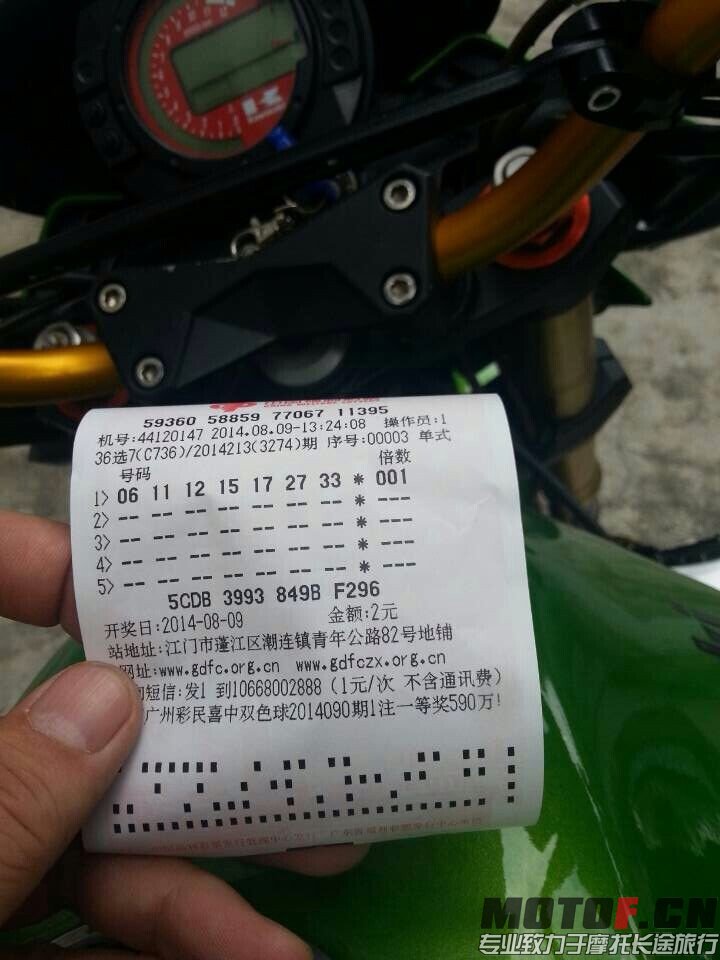 59360 58859 77067 11395
机号:44120147 2014.08.09-13:24:08 操作员:1
36选7(C736)/2014213(3274)期 序号:00003 单式
号码 倍数
1> 06 11 12 15 17 27 33 * 001
2> -- -- -- -- -- -- -- * ---
3> -- -- -- -- -- -- -- * ---
4> -- -- -- -- -- -- -- * ---
5> -- -- -- -- -- -- -- * ---
5CDB 3993 849B F296
开奖日:2014-08-09 金额:2元
站地址:江门市蓬江区潮连镇青年公路82号地铺
网址:www.gdfc.org.cn www.gdfczx.org.cn
短信:发1 到10668002888 (1元/次 不含通讯费)
广州彩民喜中双色球2014090期1注一等奖590万!
MOTOF.CN
专业致力于摩托长途旅行